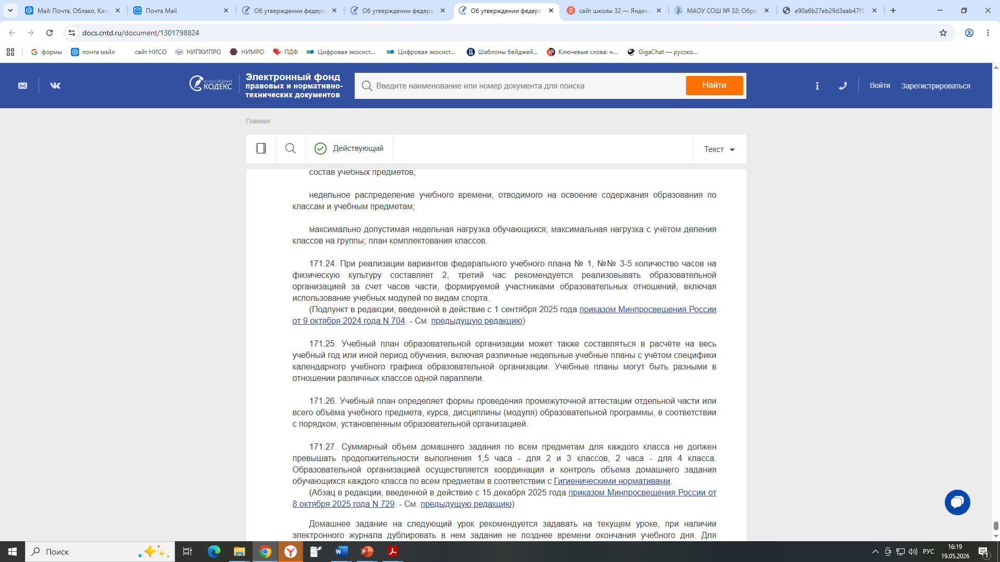 Mail: Почта, Облако, Кале
Почта Mail
Об утверждении федера
Об утверждении федера
Об утверждении федера
сайт школы 32 — Яндекс
МАОУ СОШ № 32: Обра
e90a6b27eb29d3aab47f5
docs.cntd.ru/document/1301798824
формы
почта мэйл
сайт НИСО
НИПКИПРО
НИМРО
ПДФ
Цифровая экосист...
Цифровая экосист...
Шаблоны бейджей...
Ключевые слова: н...
GigaChat — русско...
КОНСОРЦИУМ
КОДЕКС
Электронный фонд
правовых и нормативно-
технических документов
Введите наименование или номер документа для поиска
Найти
Войти
Зарегистрироваться
Главная
Действующий
Текст
состав учебных предметов;
недельное распределение учебного времени, отводимого на освоение содержания образования по
классам и учебным предметам;
максимально допустимая недельная нагрузка обучающихся; максимальная нагрузка с учётом деления
классов на группы; план комплектования классов.
171.24. При реализации вариантов федерального учебного плана № 1, №№ 3-5 количество часов на
физическую культуру составляет 2, третий час рекомендуется реализовывать образовательной
организацией за счет часов части, формируемой участниками образовательных отношений, включая
использование учебных модулей по видам спорта.
(Подпункт в редакции, введенной в действие с 1 сентября 2025 года приказом Минпросвещения России
от 9 октября 2024 года N 704. - См. предыдущую редакцию)
171.25. Учебный план образовательной организации может также составляться в расчёте на весь
учебный год или иной период обучения, включая различные недельные учебные планы с учётом специфики
календарного учебного графика образовательной организации. Учебные планы могут быть разными в
отношении различных классов одной параллели.
171.26. Учебный план определяет формы проведения промежуточной аттестации отдельной части или
всего объёма учебного предмета, курса, дисциплины (модуля) образовательной программы, в соответствии
с порядком, установленным образовательной организацией.
171.27. Суммарный объем домашнего задания по всем предметам для каждого класса не должен
превышать продолжительности выполнения 1,5 часа - для 2 и 3 классов, 2 часа - для 4 класса.
Образовательной организацией осуществляется координация и контроль объема домашнего задания
обучающихся каждого класса по всем предметам в соответствии с Гигиеническими нормативами.
(Абзац в редакции, введенной в действие с 15 декабря 2025 года приказом Минпросвещения России от
8 октября 2025 года N 729. - См. предыдущую редакцию)
Домашнее задание на следующий урок рекомендуется задавать на текущем уроке, при наличии
электронного журнала дублировать в нем задание не позднее времени окончания учебного дня. Для
Поиск
РУС
16:19
19.05.2026
1